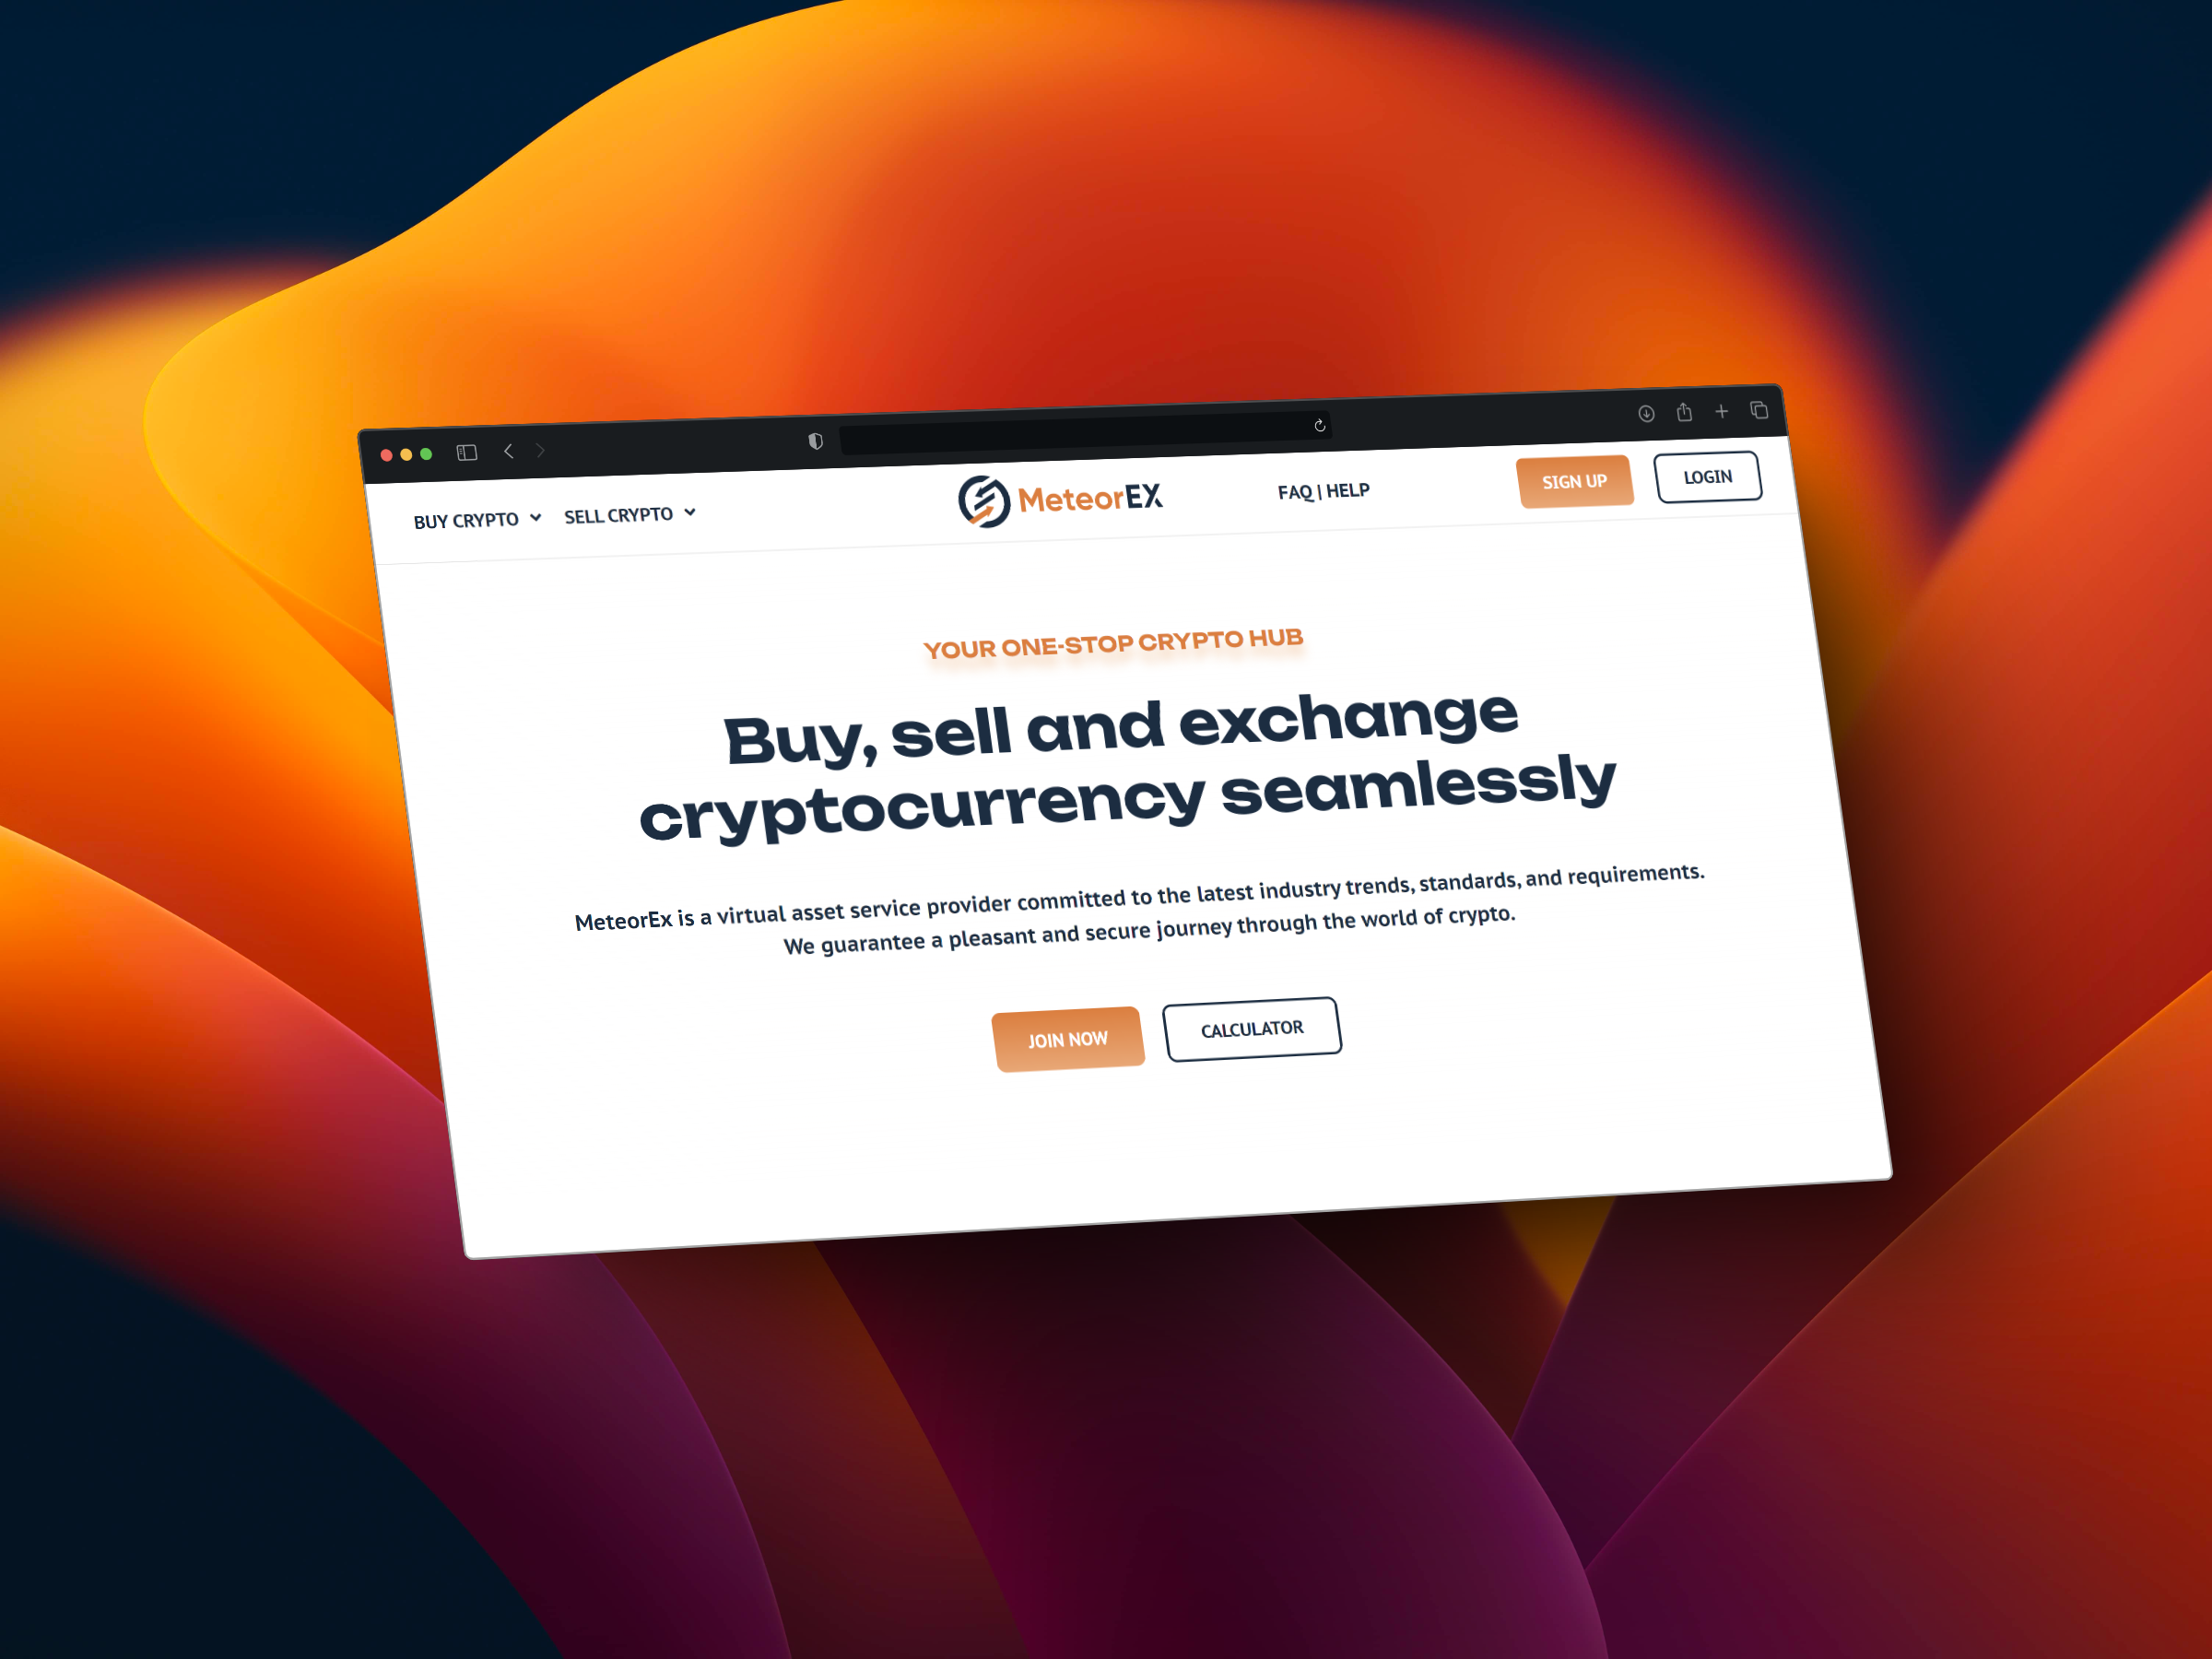 BUY CRYPTO
SELL CRYPTO
MeteorEX
FAQ | HELP
SIGN UP
LOGIN
YOUR ONE-STOP CRYPTO HUB
Buy, sell and exchange
cryptocurrency seamlessly
MeteorEx is a virtual asset service provider committed to the latest industry trends, standards, and requirements.
We guarantee a pleasant and secure journey through the world of crypto.
JOIN NOW
CALCULATOR